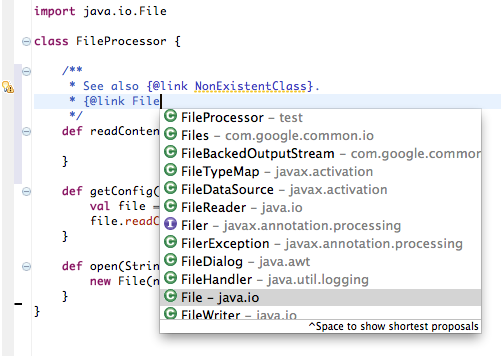 import java.io.File
class FileProcessor {
/**
* See also {@link NonExistentClass}.
* {@link File
*/
def readConten
}
def getConfig(
val file =
file.readC
}
def open(Strin
new File(n
}
}
FileProcessor – test
Files – com.google.common.io
FileBackedOutputStream – com.google.common
FileTypeMap – javax.activation
FileDataSource – javax.activation
FileReader – java.io
Filer – javax.annotation.processing
FilerException – javax.annotation.processing
FileDialog – java.awt
FileHandler – java.util.logging
File – java.io
FileWriter – java.io
^Space to show shortest proposals